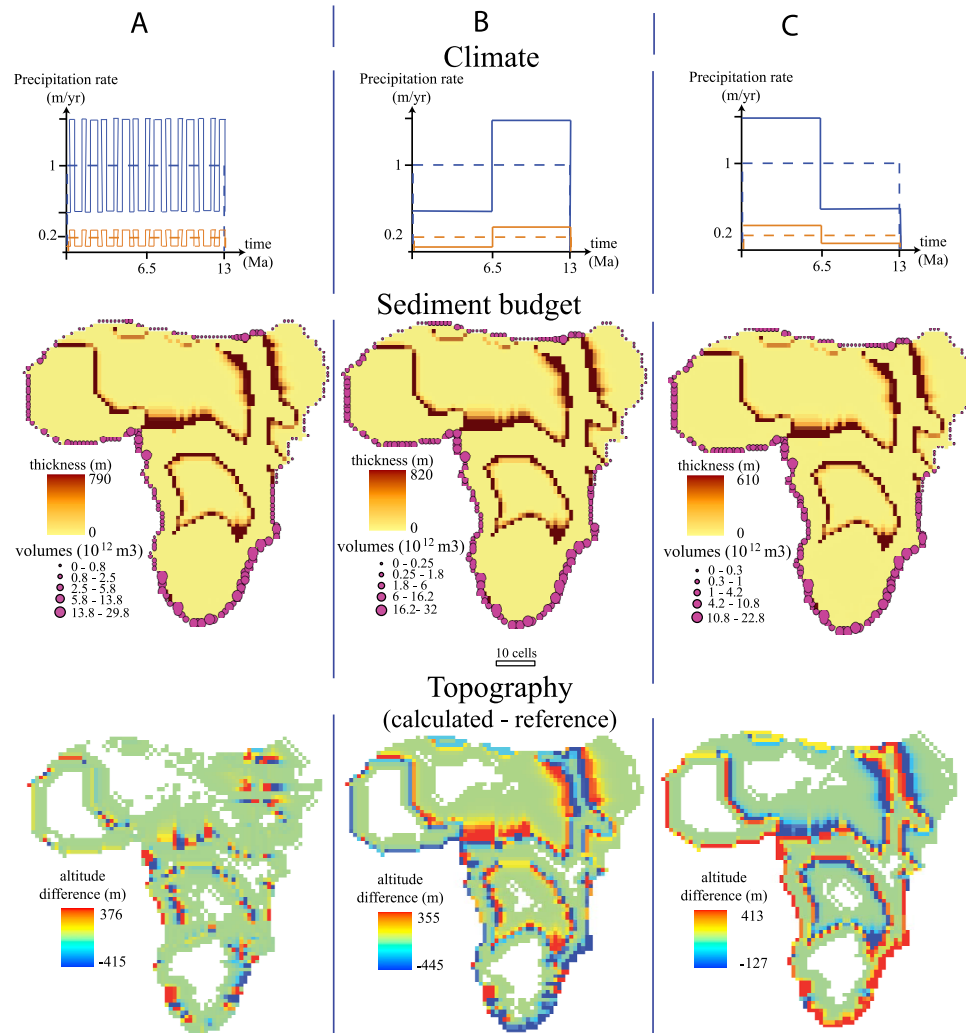 A
B
C
Climate
Precipitation rate
(m/yr)
1
0.2
6.5
13
time
(Ma)
Precipitation rate
(m/yr)
1
0.2
6.5
13
time
(Ma)
Precipitation rate
(m/yr)
1
0.2
6.5
13
time
(Ma)
Sediment budget
thickness (m)
790
0
volumes (10^12 m3)
0 - 0.8
0.8 - 2.5
2.5 - 5.8
5.8 - 13.8
13.8 - 29.8
thickness (m)
820
0
volumes (10^12 m3)
0 - 0.25
0.25 - 1.8
1.8 - 6
6 - 16.2
16.2- 32
thickness (m)
610
0
volumes (10^12 m3)
0 - 0.3
0.3 - 1
1 - 4.2
4.2 - 10.8
10.8 - 22.8
10 cells
Topography
(calculated - reference)
altitude
difference (m)
376
-415
altitude
difference (m)
355
-445
altitude
difference (m)
413
-127